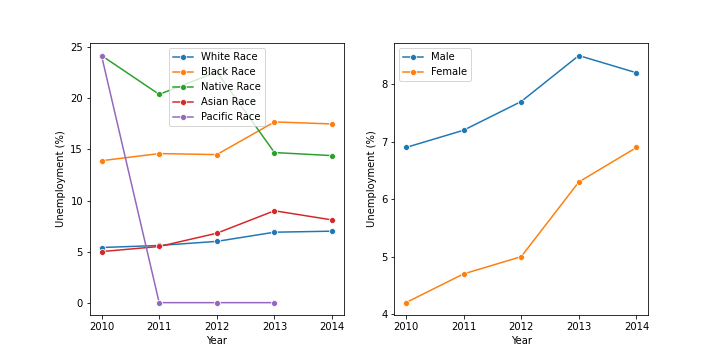 25
20
15
10
5
0
Unemployment (%)
White Race
Black Race
Native Race
Asian Race
Pacific Race
2010 2011 2012 2013 2014
Year
8
7
6
5
4
Unemployment (%)
Male
Female
2010 2011 2012 2013 2014
Year